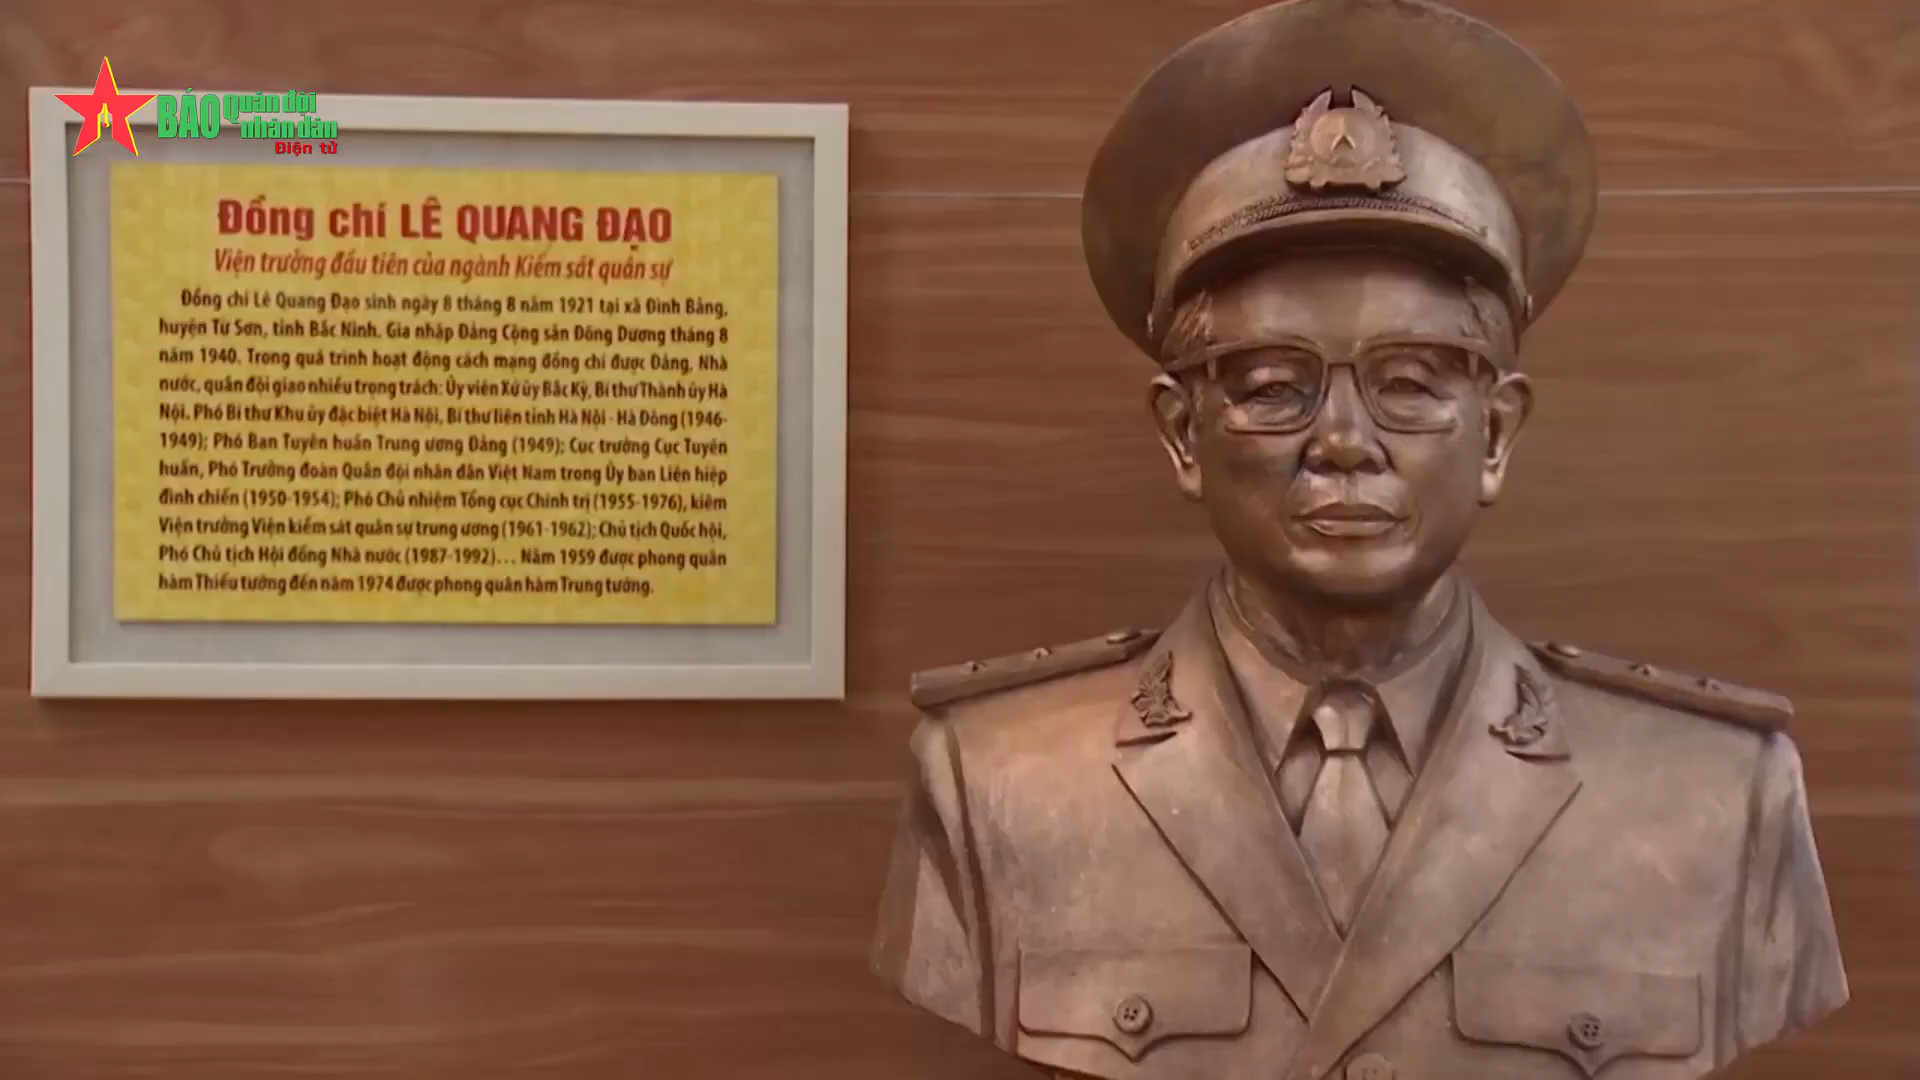 BÁO Quân đội
nhân dân
Điện tử
Đồng chí LÊ QUANG ĐẠO
Viện trưởng đầu tiên của ngành Kiểm sát quân sự
Đồng chí Lê Quang Đạo sinh ngày 8 tháng 8 năm 1921 tại xã Đình Bảng,
huyện Từ Sơn, tỉnh Bắc Ninh. Gia nhập Đảng Cộng sản Đông Dương tháng 8
năm 1940. Trong quá trình hoạt động cách mạng đồng chí được Đảng, Nhà
nước, quân đội giao nhiều trọng trách: Ủy viên Xứ ủy Bắc Kỳ, Bí thư Thành ủy Hà
Nội. Phó Bí thư Khu ủy đặc biệt Hà Nội, Bí thư liên tỉnh Hà Nội - Hà Đông (1946-
1949); Phó Ban Tuyên huấn Trung ương Đảng (1949); Cục trưởng Cục Tuyên
huấn, Phó Trưởng đoàn Quân đội nhân dân Việt Nam trong Ủy ban Liên hiệp
đình chiến (1950-1954); Phó Chủ nhiệm Tổng cục Chính trị (1955-1976), kiêm
Viện trưởng Viện kiểm sát quân sự trung ương (1961-1962); Chủ tịch Quốc hội,
Phó Chủ tịch Hội đồng Nhà nước (1987-1992)... Năm 1959 được phong quân
hàm Thiếu tướng đến năm 1974 được phong quân hàm Trung tướng.